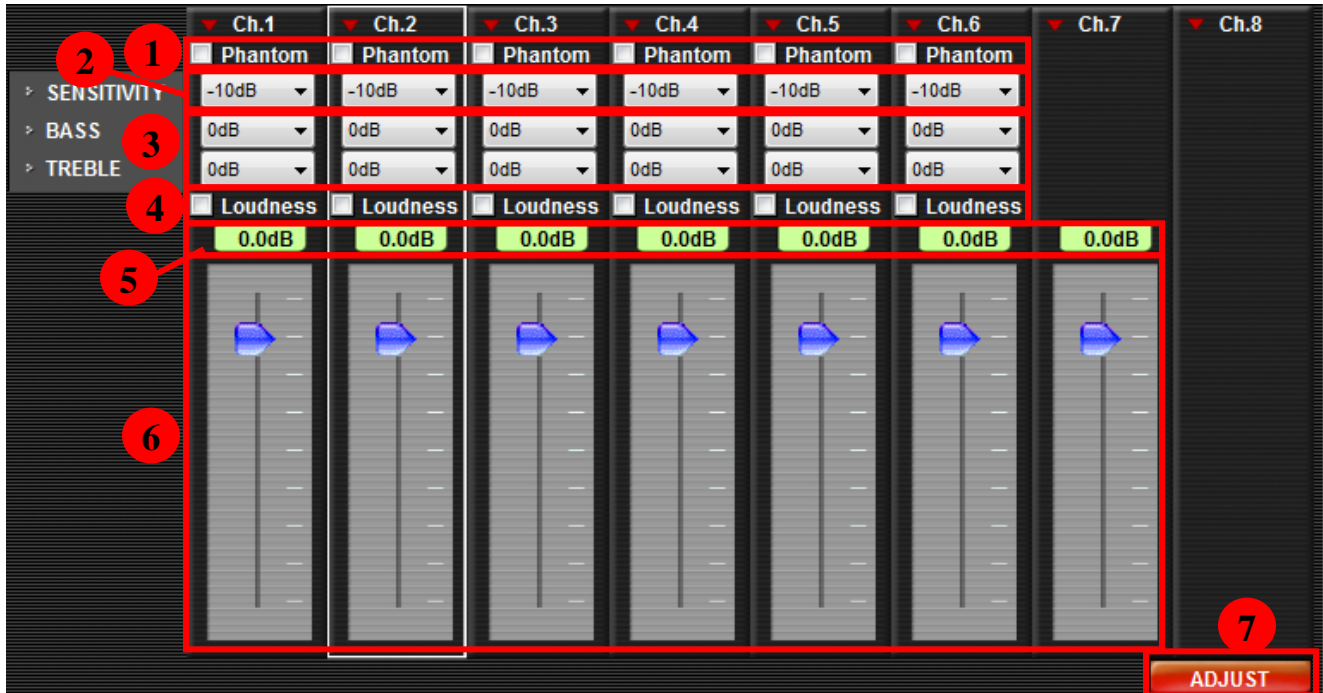 Ch.1 Ch.2 Ch.3 Ch.4 Ch.5 Ch.6 Ch.7 Ch.8
1 Phantom Phantom Phantom Phantom Phantom Phantom
2
SENSITIVITY -10dB -10dB -10dB -10dB -10dB -10dB
BASS 0dB 0dB 0dB 0dB 0dB 0dB
3
TREBLE 0dB 0dB 0dB 0dB 0dB 0dB
4 Loudness Loudness Loudness Loudness Loudness Loudness
0.0dB 0.0dB 0.0dB 0.0dB 0.0dB 0.0dB 0.0dB
5
6
7
ADJUST